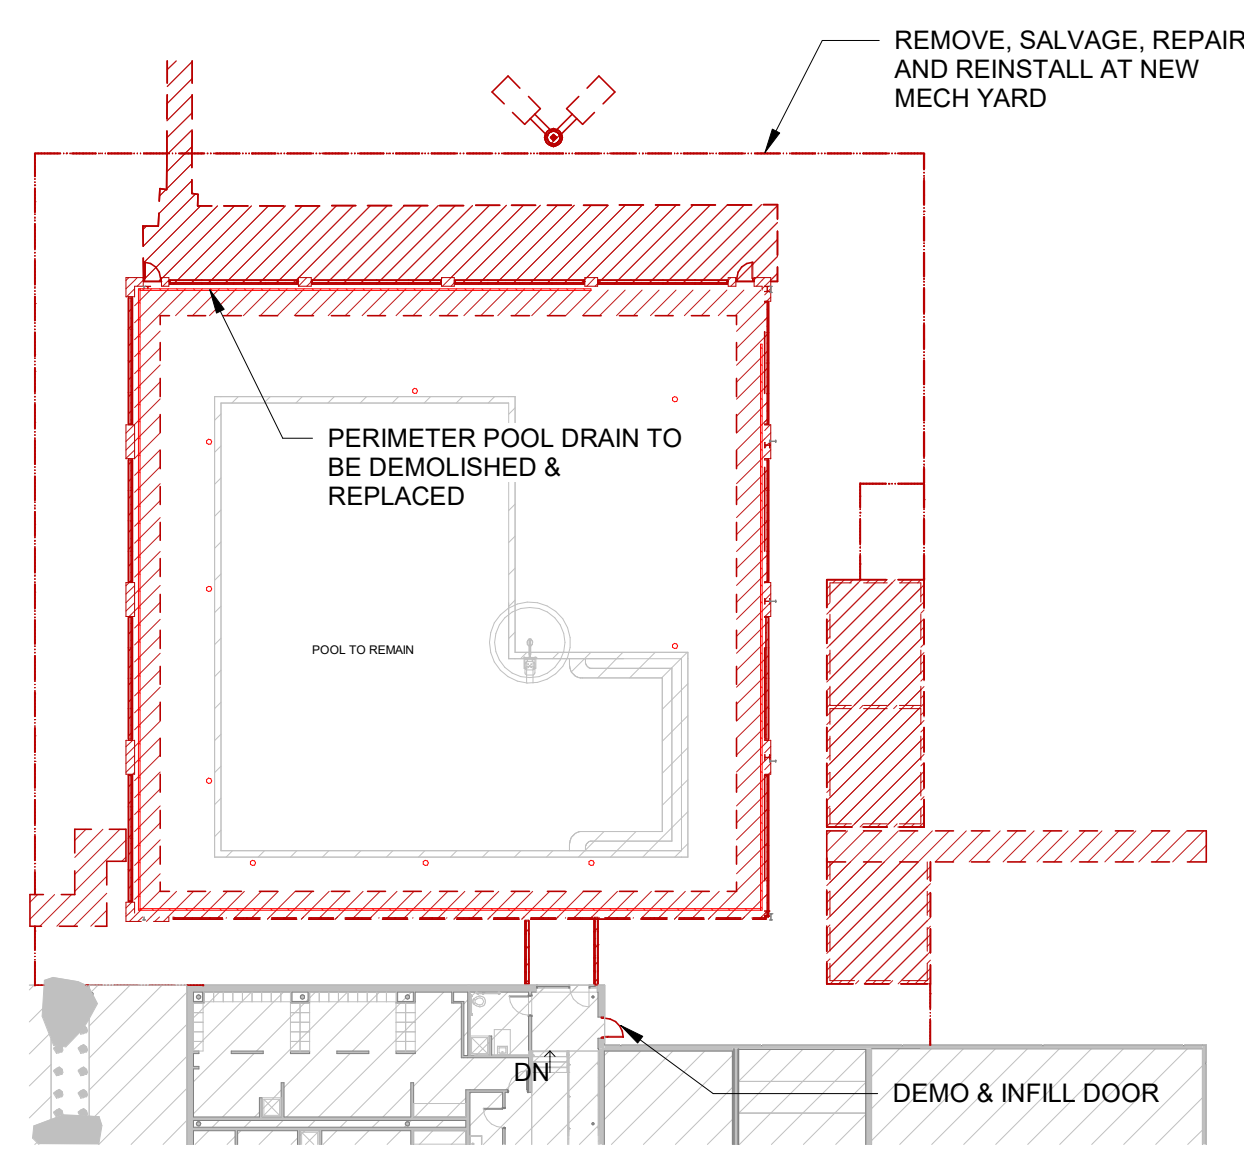 REMOVE, SALVAGE, REPAIR
AND REINSTALL AT NEW
MECH YARD
PERIMETER POOL DRAIN TO
BE DEMOLISHED &
REPLACED
POOL TO REMAIN
DN
DEMO & INFILL DOOR